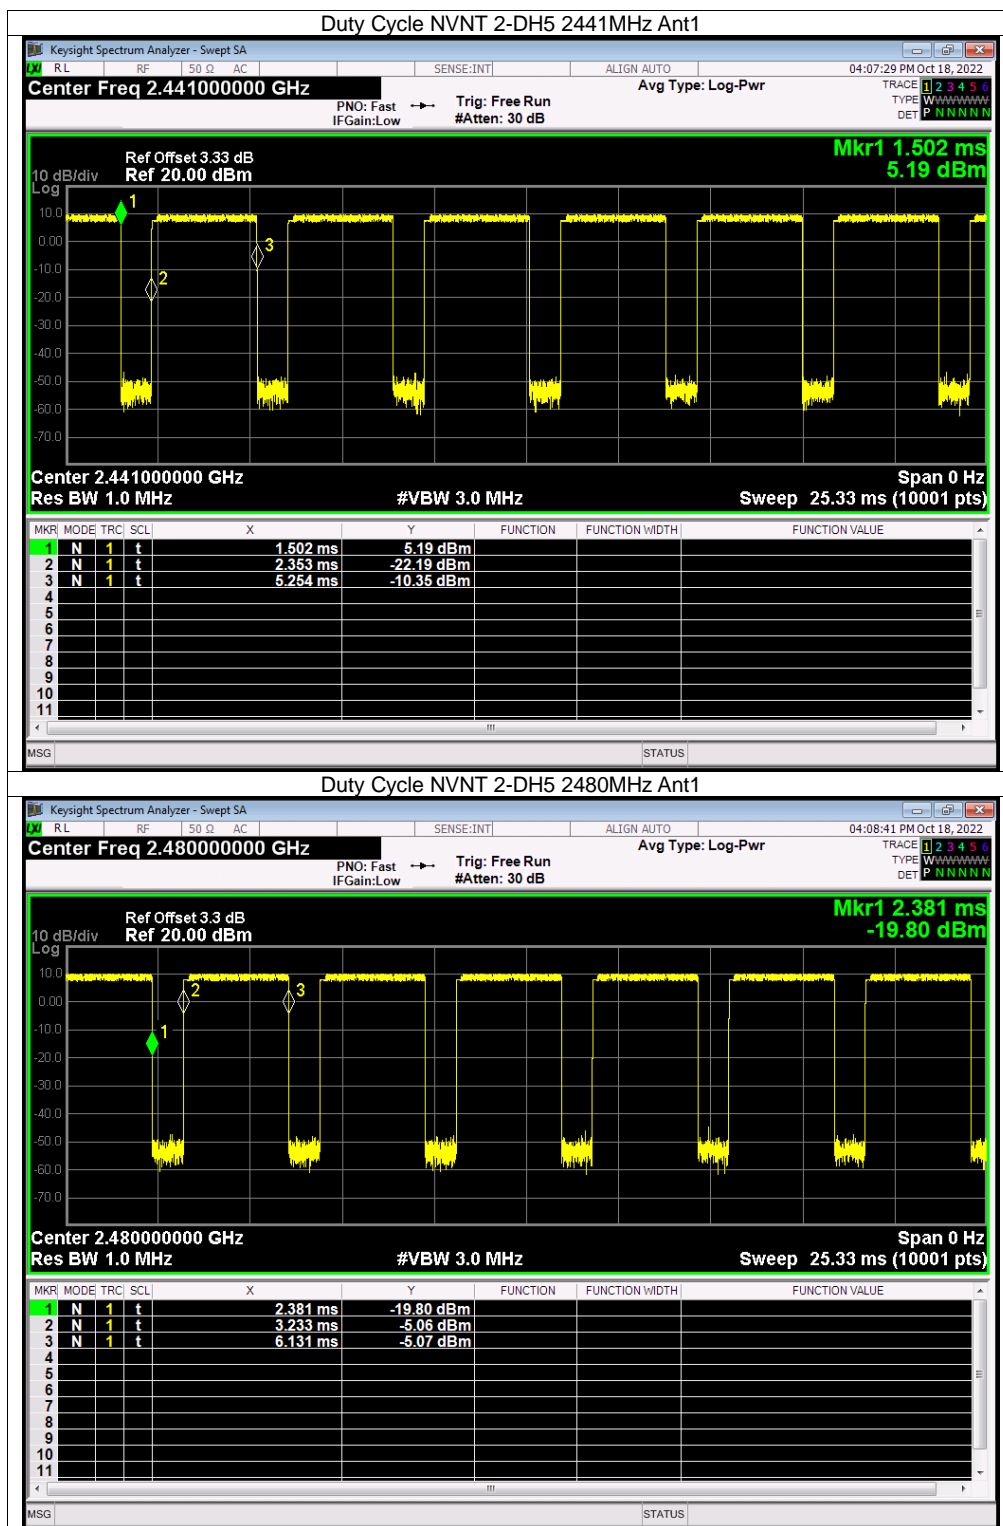 Duty Cycle NVNT 2-DH5 2441MHz Ant1
Keysight Spectrum Analyzer - Swept SA
LXI RL RF 50 Ω AC SENSE:INT ALIGN AUTO 04:07:29 PM Oct 18, 2022
Center Freq 2.441000000 GHz Avg Type: Log-Pwr TRACE 1 2 3 4 5 6
PNO: Fast Trig: Free Run TYPE WWWWWW
IFGain:Low #Atten: 30 dB DET P N N N N N
Mkr1 1.502 ms
Ref Offset 3.33 dB
10 dB/div Ref 20.00 dBm 5.19 dBm
Log
1
10.0
0.00
3
-10.0
2
-20.0
-30.0
-40.0
-50.0
-60.0
-70.0
Center 2.441000000 GHz Span 0 Hz
Res BW 1.0 MHz #VBW 3.0 MHz Sweep 25.33 ms (10001 pts)
MKR MODE TRC SCL X Y FUNCTION FUNCTION WIDTH FUNCTION VALUE
1 N 1 t 1.502 ms 5.19 dBm
2 N 1 t 2.353 ms -22.19 dBm
3 N 1 t 5.254 ms -10.35 dBm
4
5
6
7
8
9
10
11
MSG STATUS
Duty Cycle NVNT 2-DH5 2480MHz Ant1
Keysight Spectrum Analyzer - Swept SA
LXI RL RF 50 Ω AC SENSE:INT ALIGN AUTO 04:08:41 PM Oct 18, 2022
Center Freq 2.480000000 GHz Avg Type: Log-Pwr TRACE 1 2 3 4 5 6
PNO: Fast Trig: Free Run TYPE WWWWWW
IFGain:Low #Atten: 30 dB DET P N N N N N
Mkr1 2.381 ms
Ref Offset 3.3 dB
10 dB/div Ref 20.00 dBm -19.80 dBm
Log
10.0
2 3
0.00
-10.0
1
-20.0
-30.0
-40.0
-50.0
-60.0
-70.0
Center 2.480000000 GHz Span 0 Hz
Res BW 1.0 MHz #VBW 3.0 MHz Sweep 25.33 ms (10001 pts)
MKR MODE TRC SCL X Y FUNCTION FUNCTION WIDTH FUNCTION VALUE
1 N 1 t 2.381 ms -19.80 dBm
2 N 1 t 3.233 ms -5.06 dBm
3 N 1 t 6.131 ms -5.07 dBm
4
5
6
7
8
9
10
11
MSG STATUS